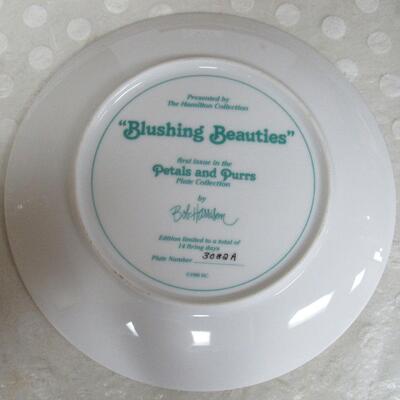 Presented by
The Hamilton Collection
“Blushing Beauties”
first issue in the
Petals and Purrs
Plate Collection
by
Bob Harrison
Edition limited to a total of
14 firing days
Plate Number 3082A